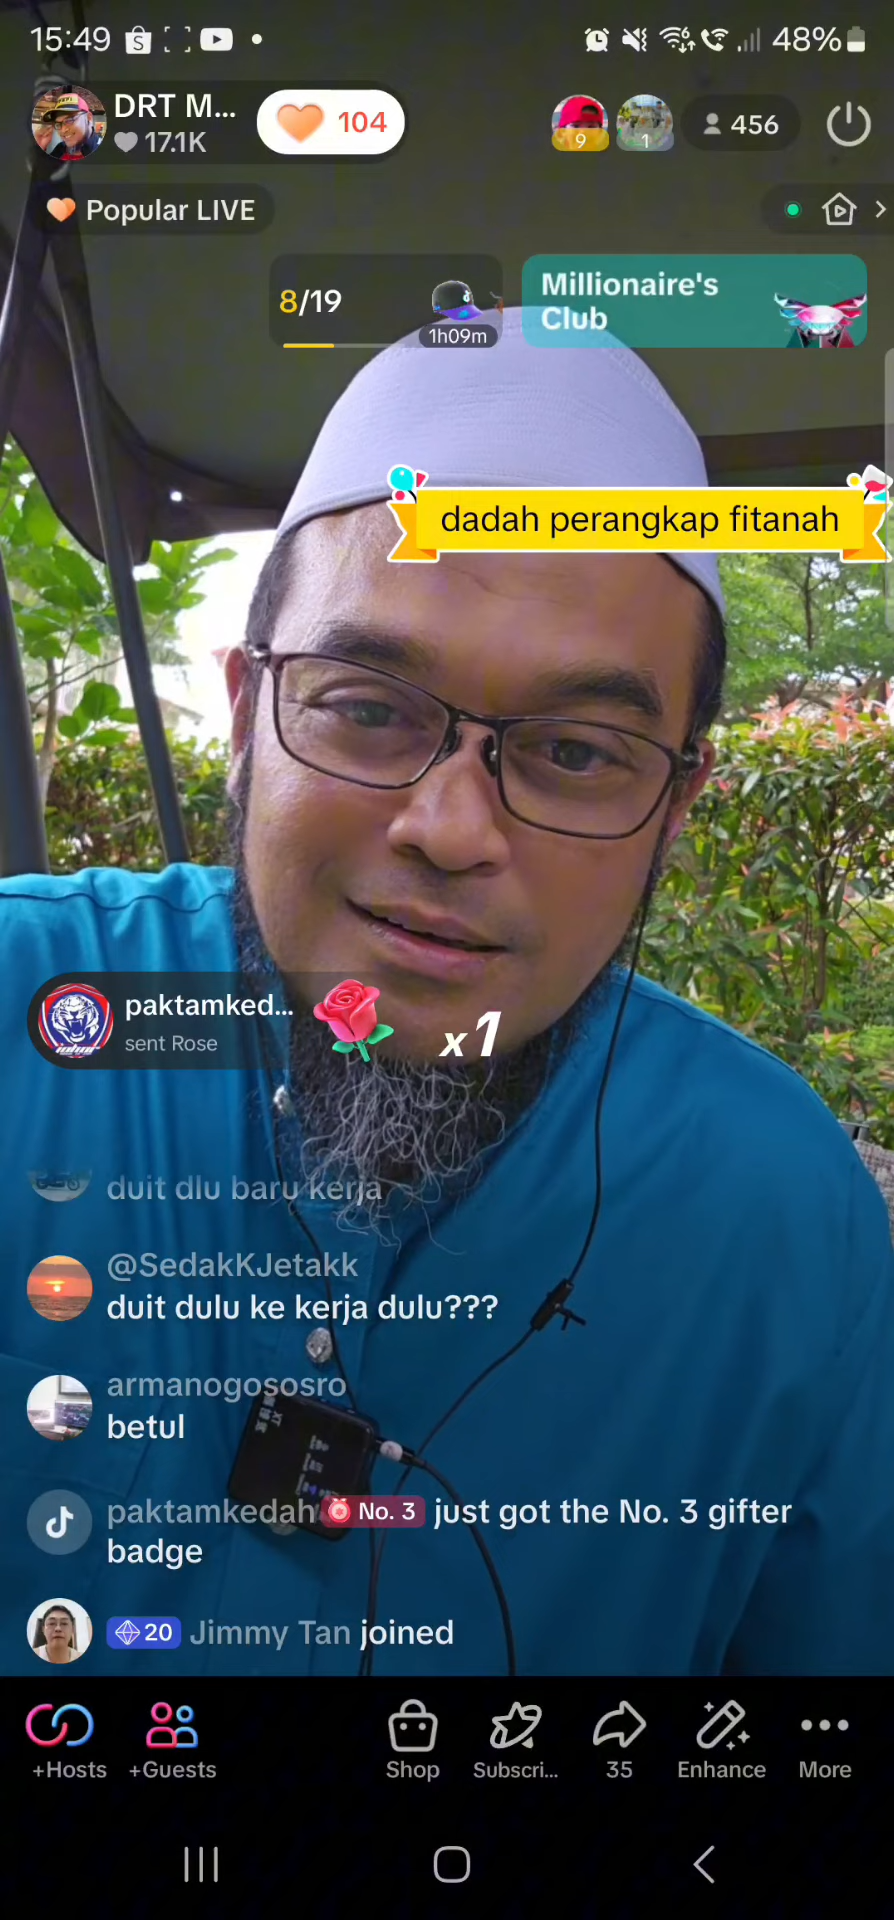 15:49
48%
DRT M...
17.1K
104
9
1
456
Popular LIVE
8/19
1h09m
Millionaire's
Club
dadah perangkap fitanah
paktamked...
sent Rose
x1
duit dlu baru kerja
@SedakKJetakk
duit dulu ke kerja dulu???
armanogososro
betul
paktamkedah No. 3 just got the No. 3 gifter
badge
20 Jimmy Tan joined
+Hosts
+Guests
Shop
Subscri...
35
Enhance
More